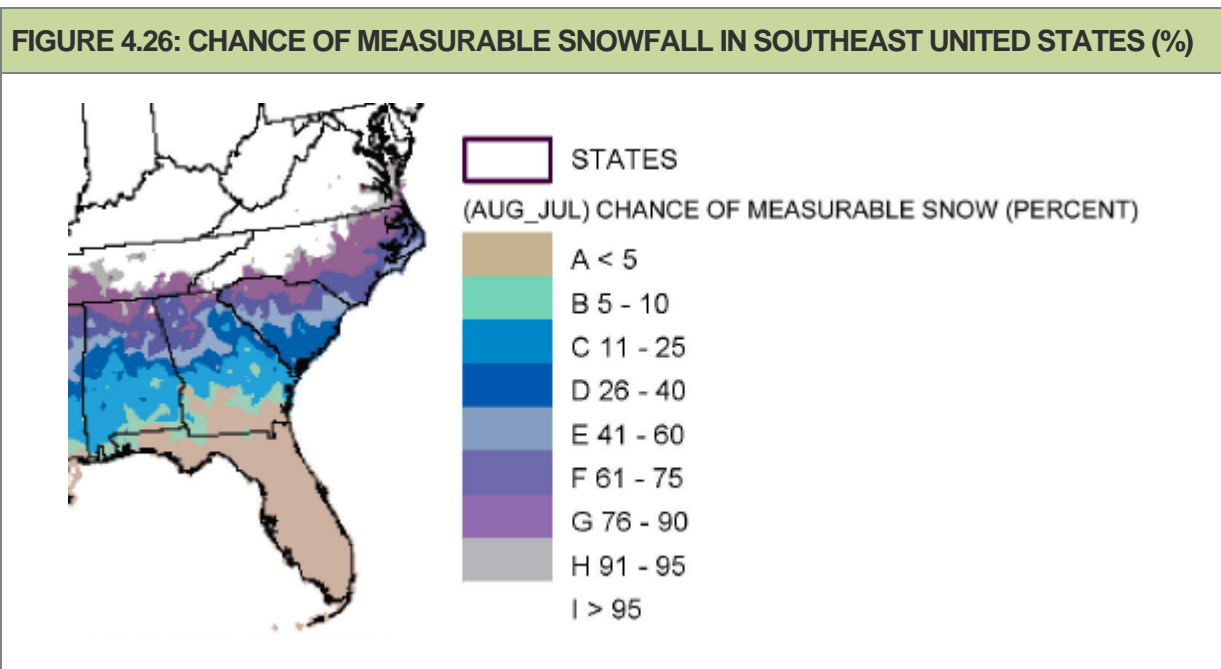 FIGURE 4.26: CHANCE OF MEASURABLE SNOWFALL IN SOUTHEAST UNITED STATES (%)
STATES
(AUG_JUL) CHANCE OF MEASURABLE SNOW (PERCENT)
A < 5
B 5 - 10
C 11 - 25
D 26 - 40
E 41 - 60
F 61 - 75
G 76 - 90
H 91 - 95
I > 95